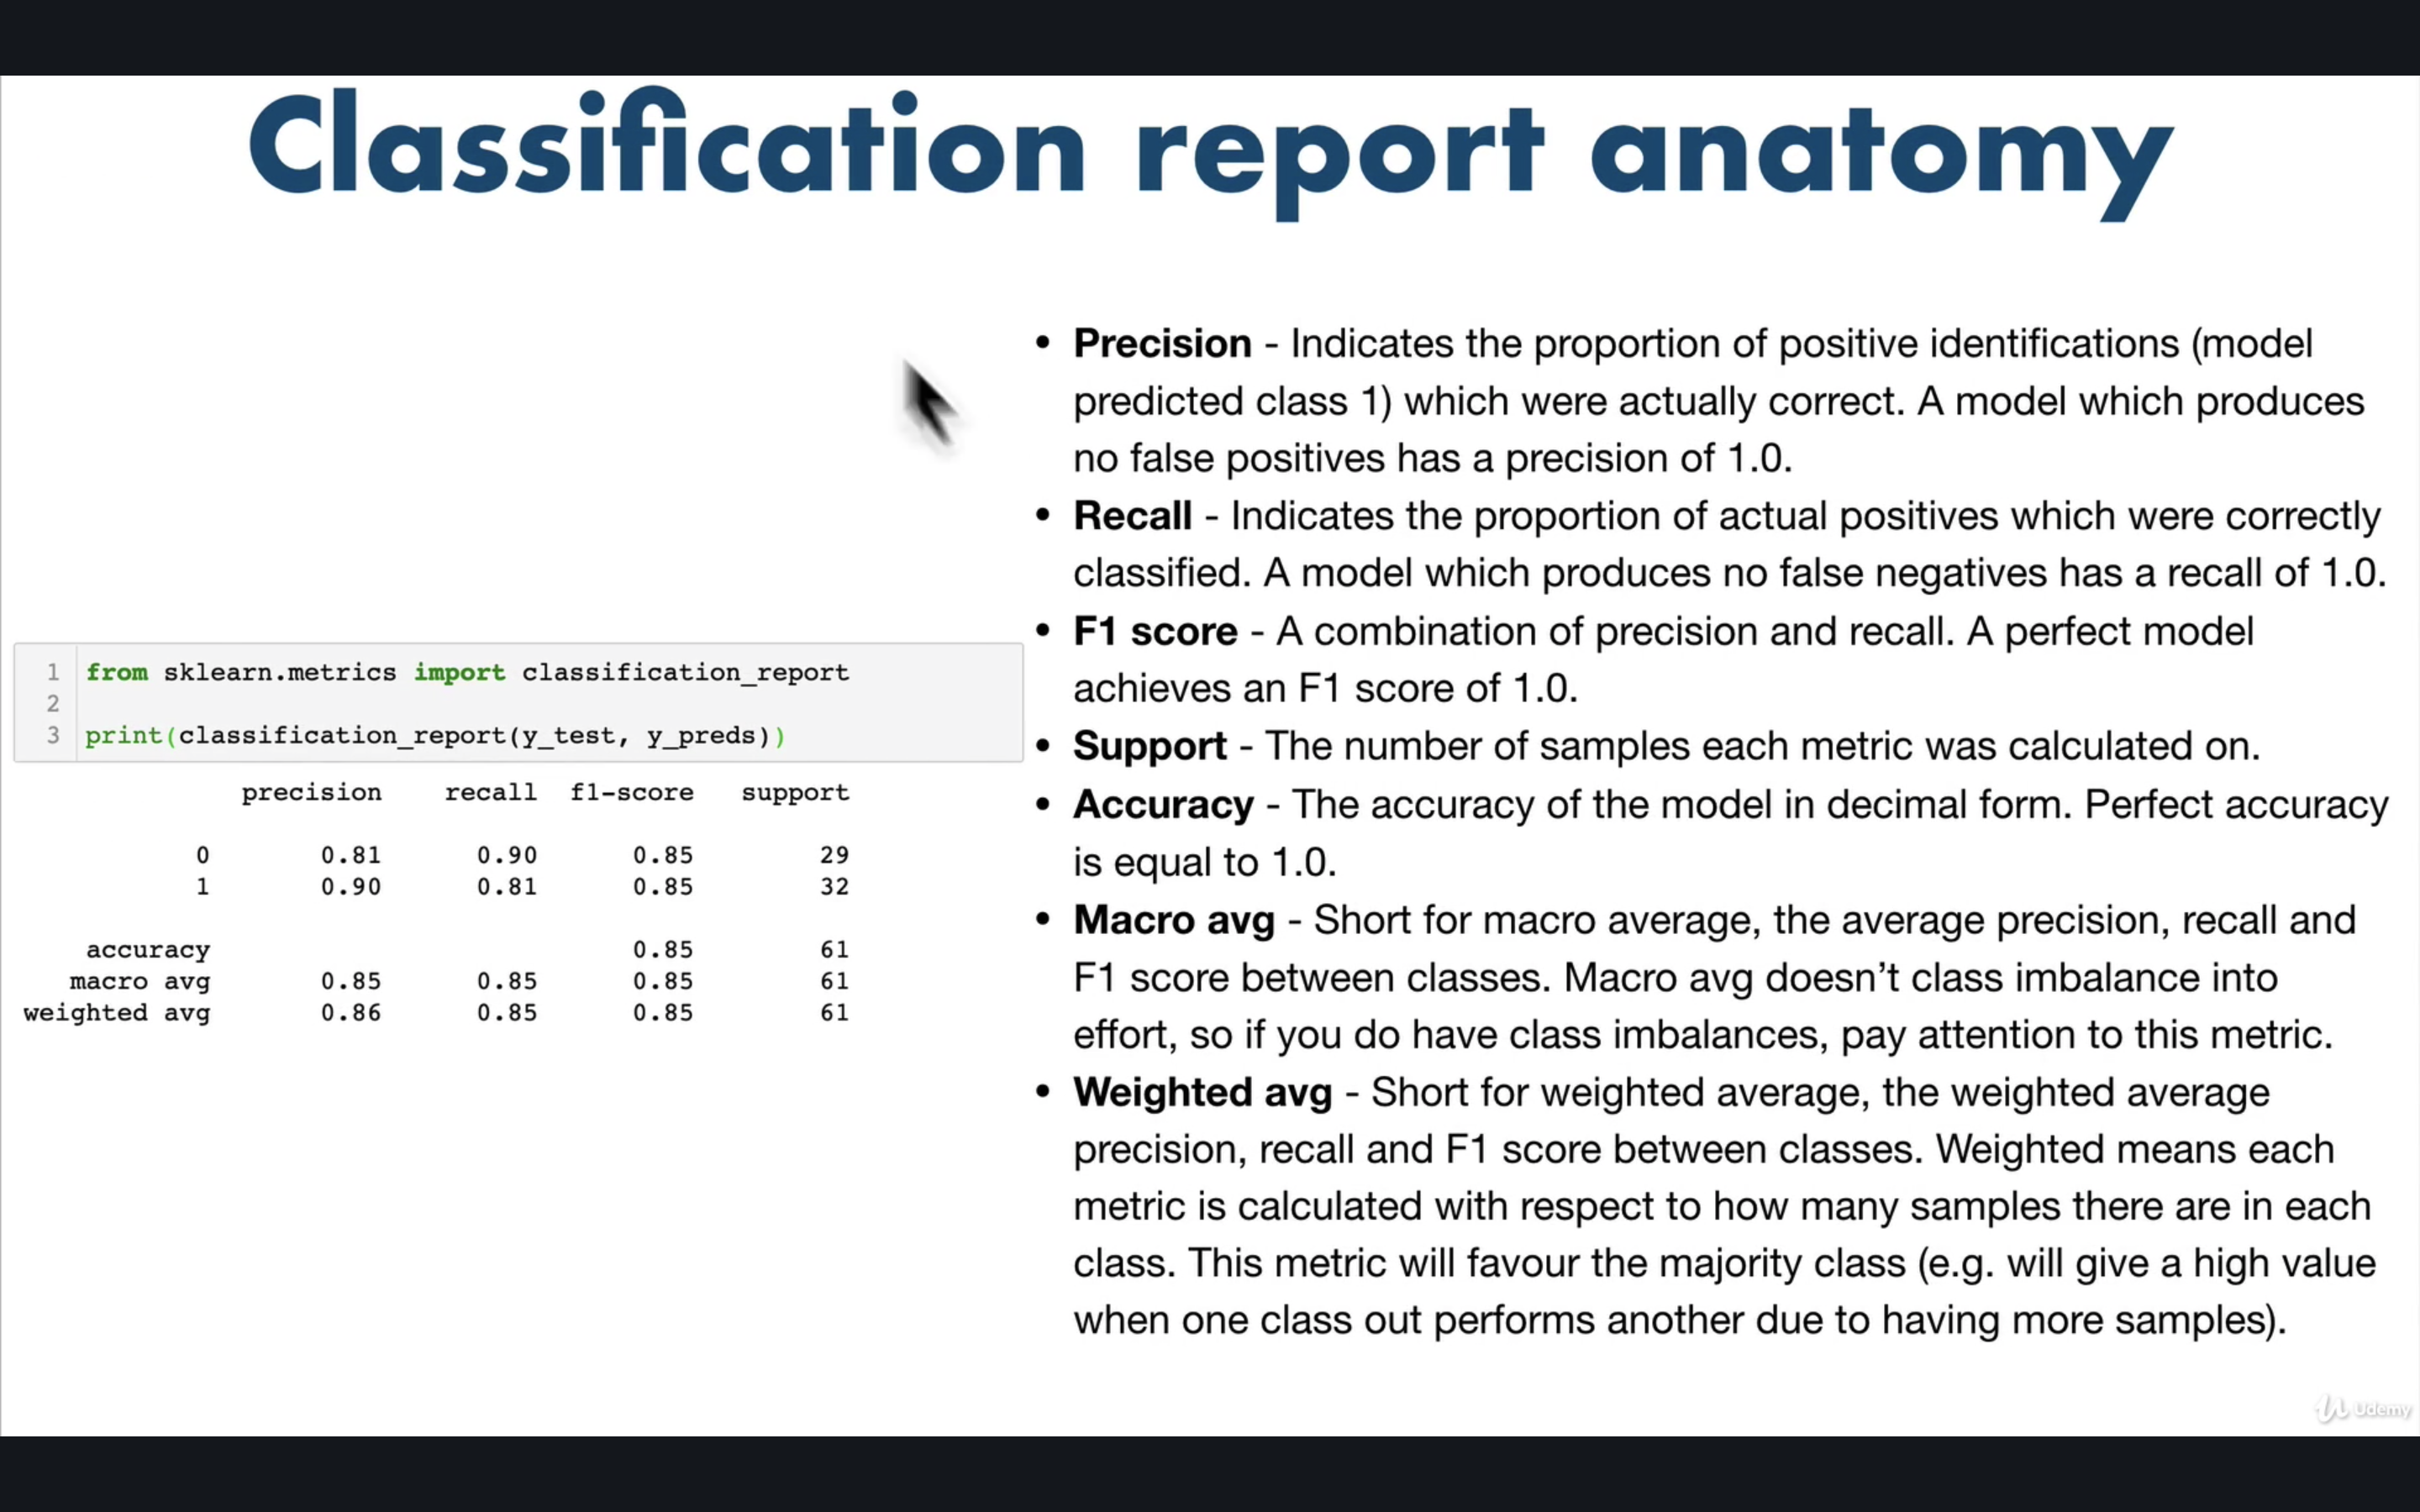 Classification report anatomy
1 from sklearn.metrics import classification_report
2
3 print(classification_report(y_test, y_preds))
precision recall f1-score support
0 0.81 0.90 0.85 29
1 0.90 0.81 0.85 32
accuracy 0.85 61
macro avg 0.85 0.85 0.85 61
weighted avg 0.86 0.85 0.85 61
• Precision - Indicates the proportion of positive identifications (model
predicted class 1) which were actually correct. A model which produces
no false positives has a precision of 1.0.
• Recall - Indicates the proportion of actual positives which were correctly
classified. A model which produces no false negatives has a recall of 1.0.
• F1 score - A combination of precision and recall. A perfect model
achieves an F1 score of 1.0.
• Support - The number of samples each metric was calculated on.
• Accuracy - The accuracy of the model in decimal form. Perfect accuracy
is equal to 1.0.
• Macro avg - Short for macro average, the average precision, recall and
F1 score between classes. Macro avg doesn’t class imbalance into
effort, so if you do have class imbalances, pay attention to this metric.
• Weighted avg - Short for weighted average, the weighted average
precision, recall and F1 score between classes. Weighted means each
metric is calculated with respect to how many samples there are in each
class. This metric will favour the majority class (e.g. will give a high value
when one class out performs another due to having more samples).
Udemy